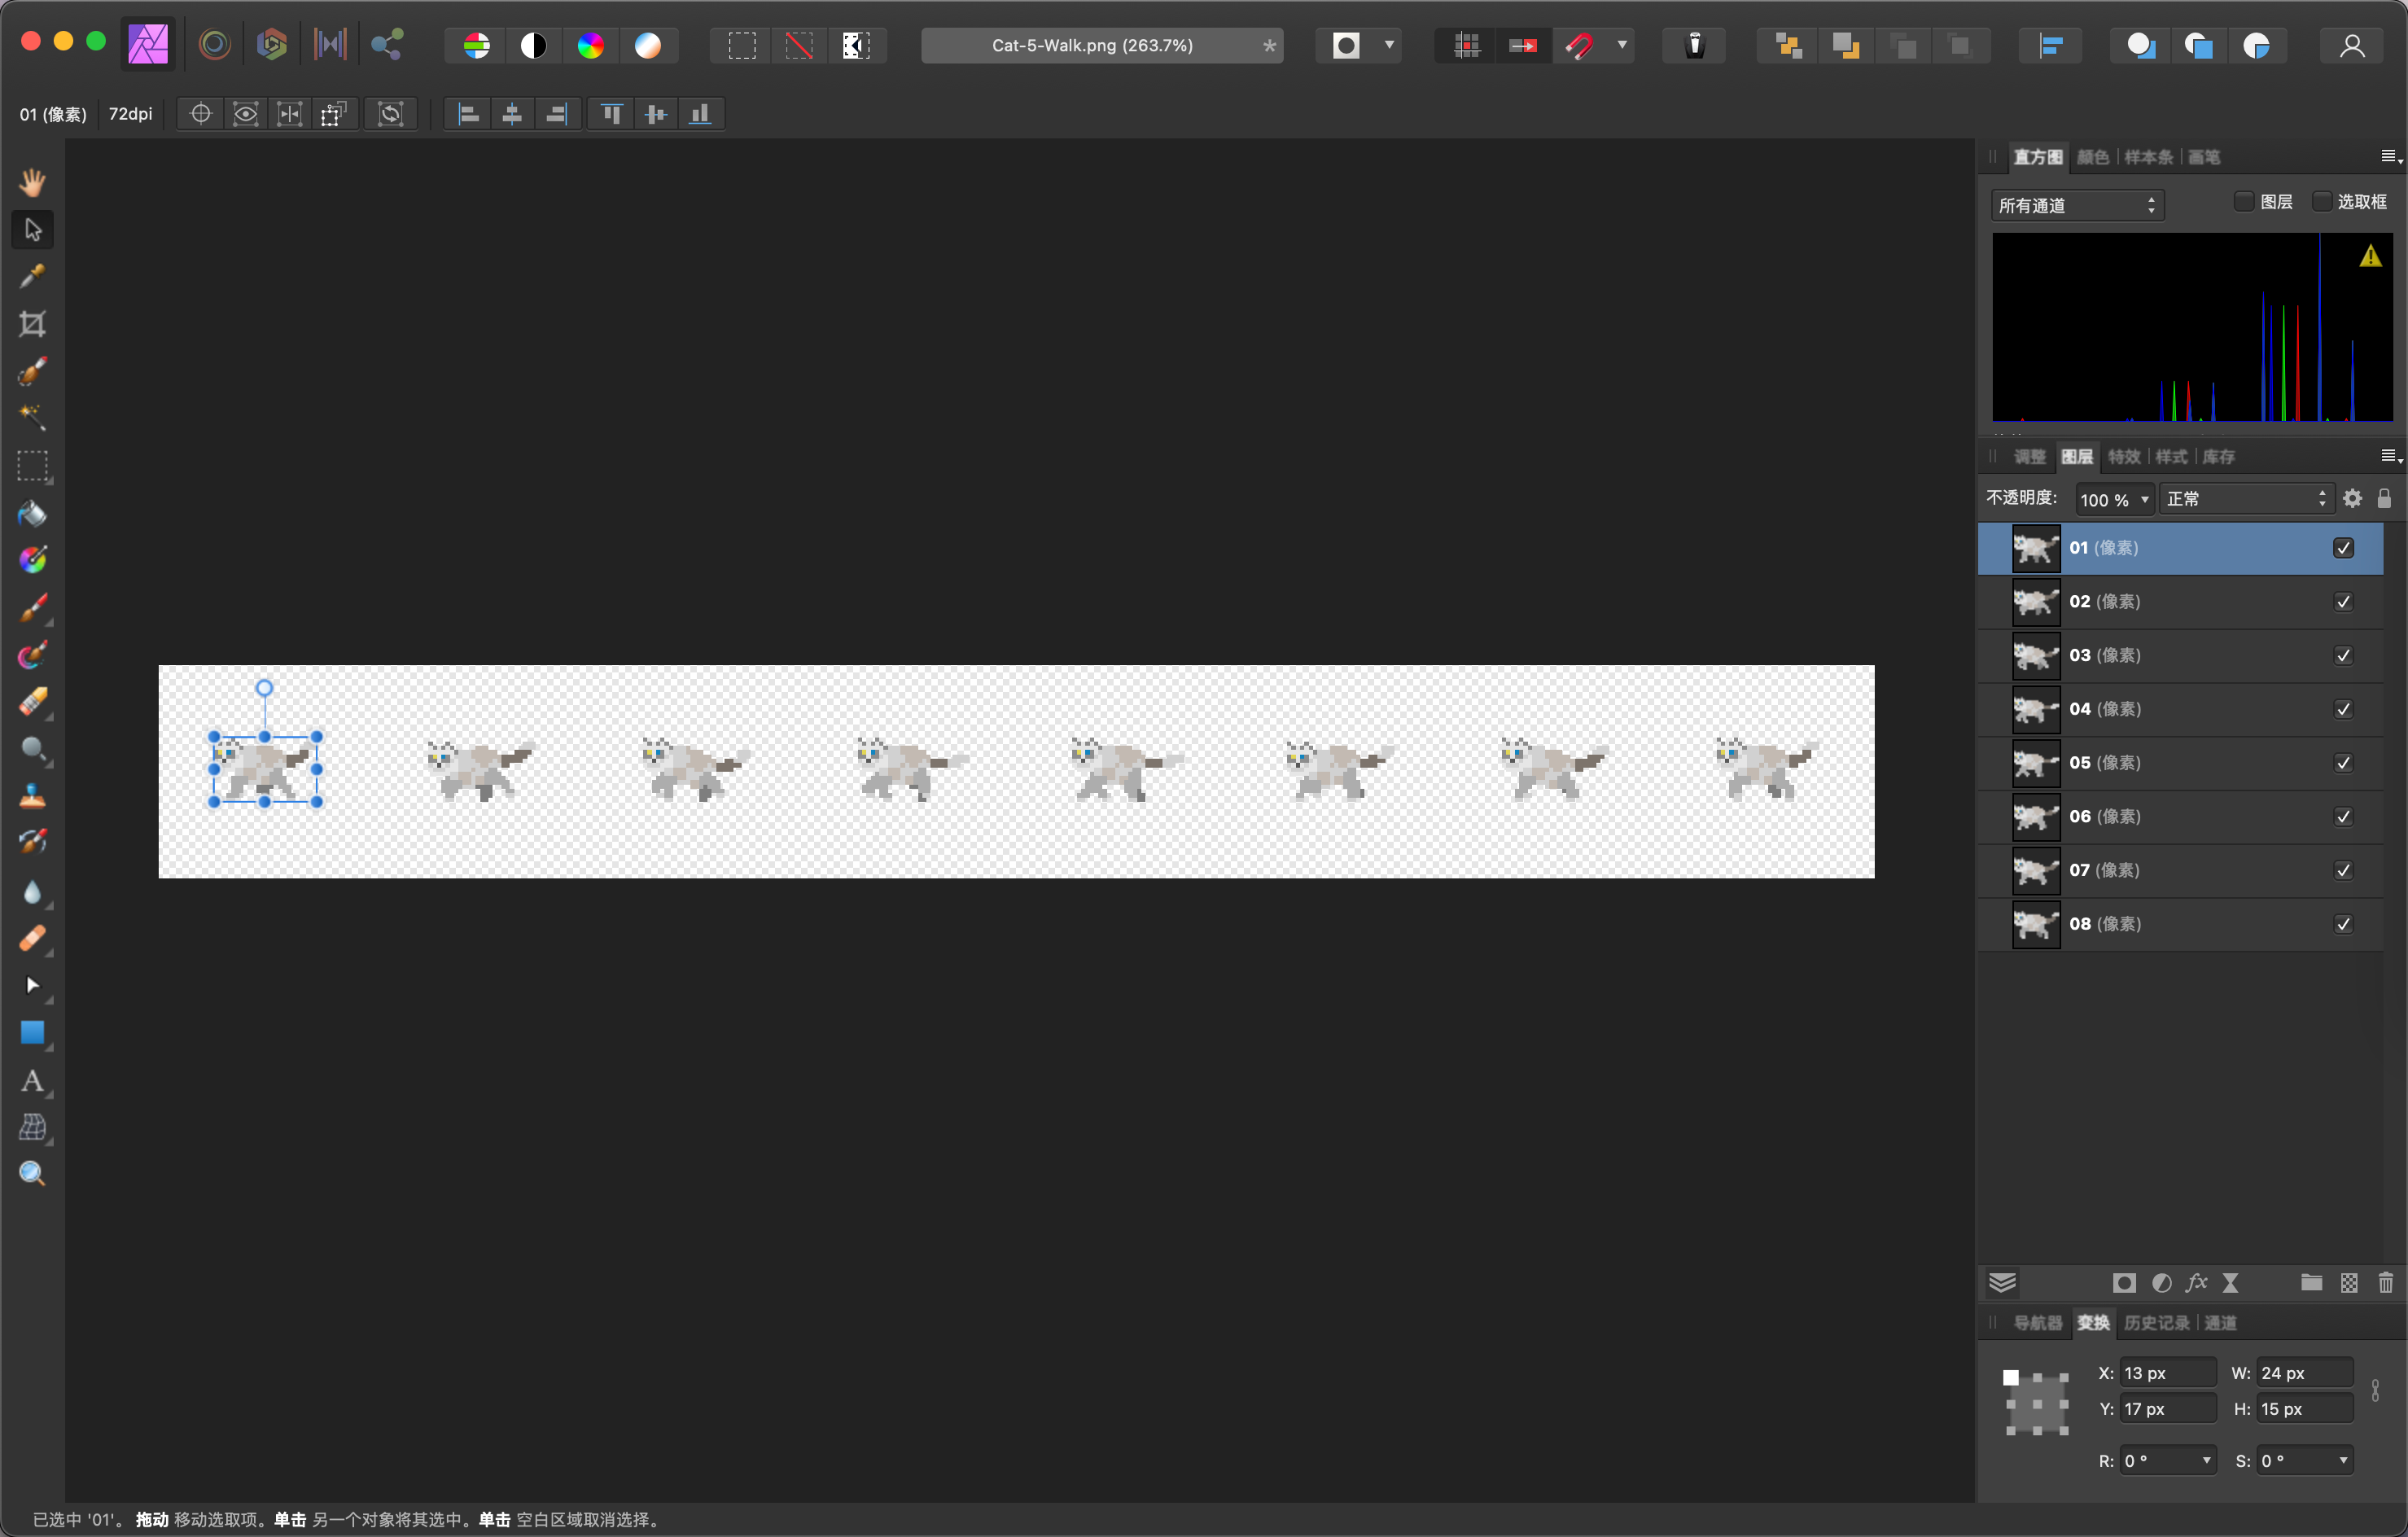 Cat-5-Walk.png (263.7%)
*
01 (像素)
72dpi
直方图 颜色 样本条 画笔
所有通道
图层
选取框
调整 图层 特效 样式 库存
不透明度: 100 % 正常
01 (像素)
02 (像素)
03 (像素)
04 (像素)
05 (像素)
06 (像素)
07 (像素)
08 (像素)
fx
导航器 变换 历史记录 通道
X: 13 px W: 24 px
Y: 17 px H: 15 px
R: 0 ° S: 0 °
已选中 '01'。 拖动 移动选取项。单击 另一个对象将其选中。单击 空白区域取消选择。